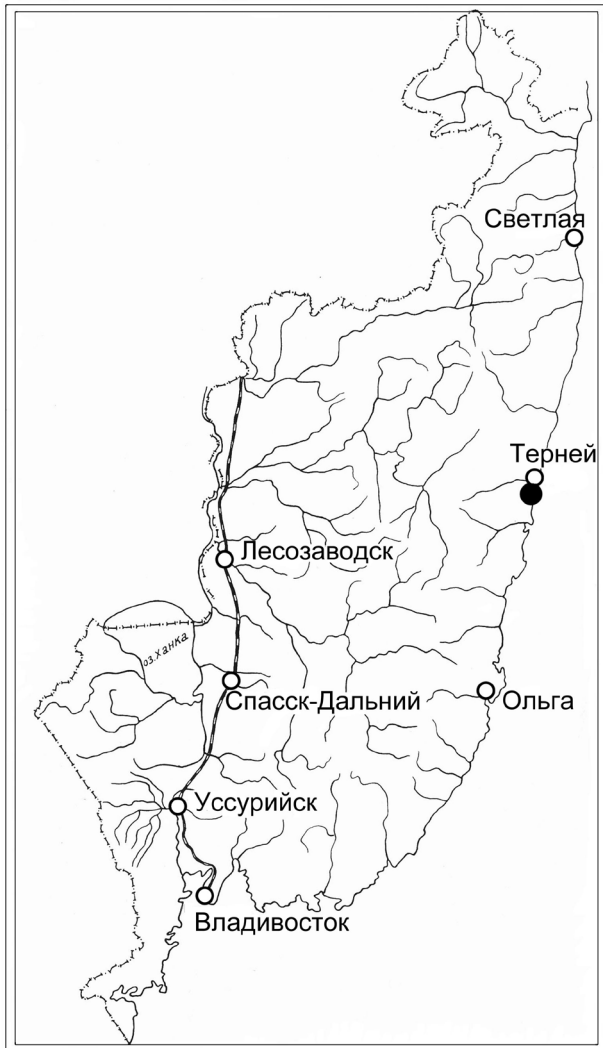 Светлая
Терней
Лесозаводск
оз.Ханка
Спасск-Дальний
Ольга
Уссурийск
Владивосток